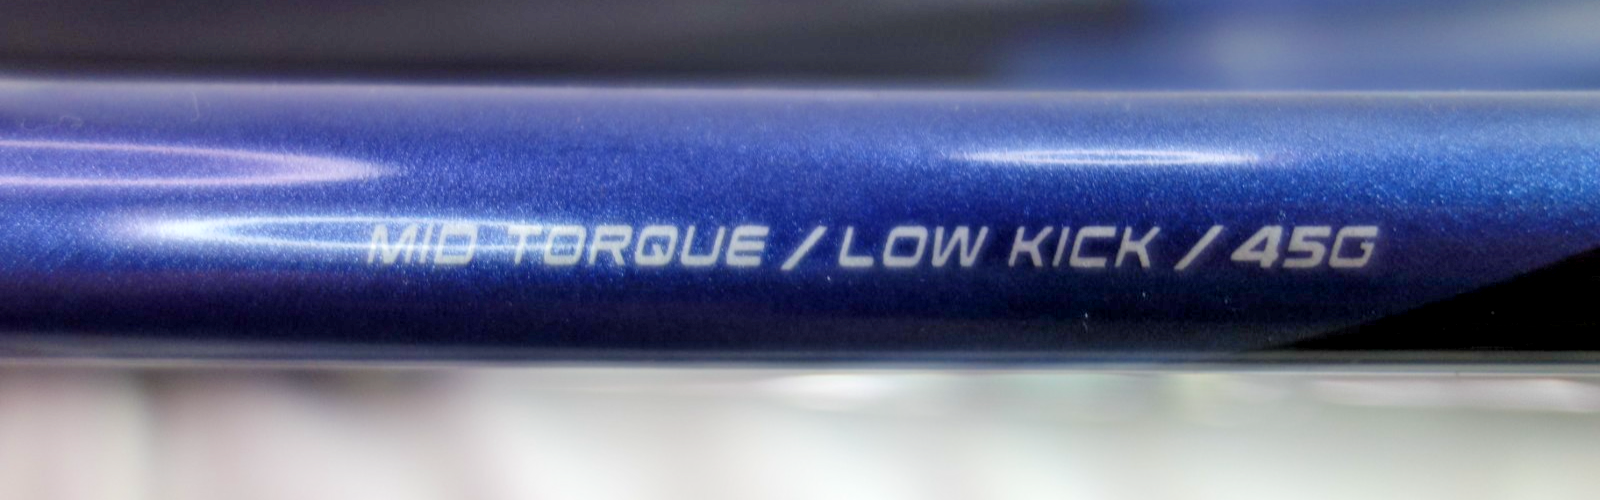 MID TORQUE / LOW KICK / 45G